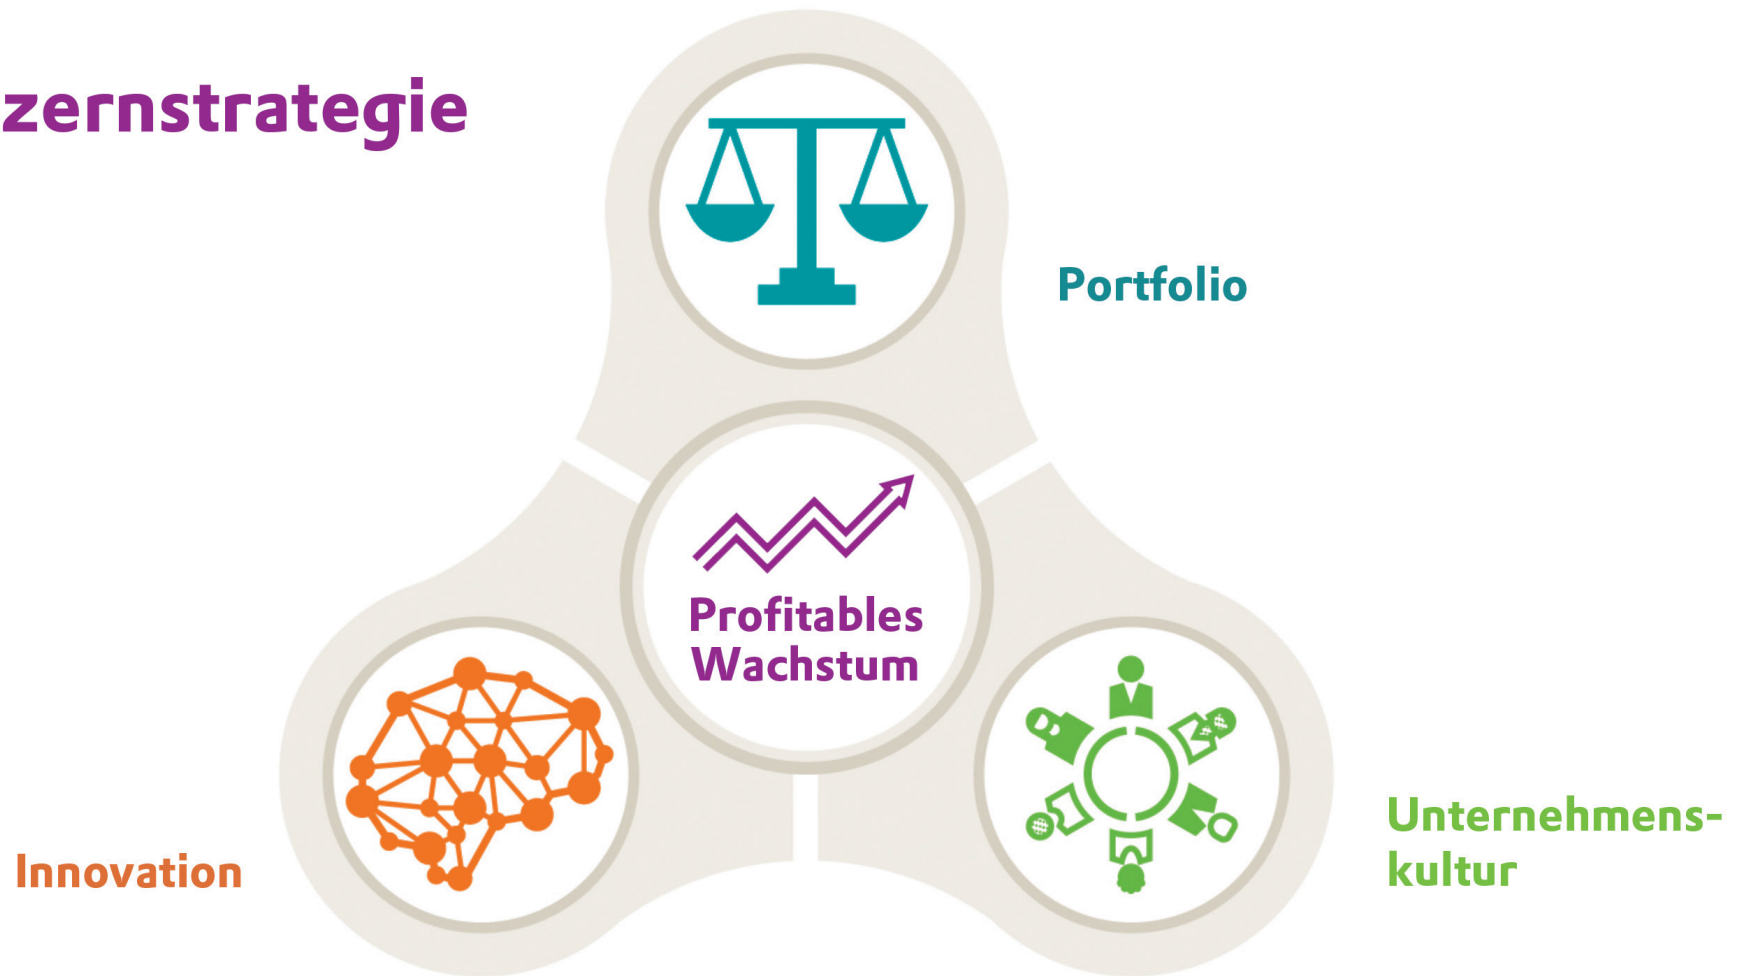 zernstrategie
Portfolio
Profitables
Wachstum
Unternehmens-
kultur
Innovation